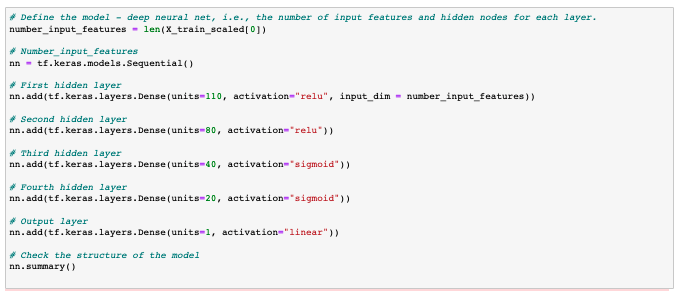 # Define the model - deep neural net, i.e., the number of input features and hidden nodes for each layer.
number_input_features = len(X_train_scaled[0])
# Number_input_features
nn = tf.keras.models.Sequential()
# First hidden layer
nn.add(tf.keras.layers.Dense(units=110, activation="relu", input_dim = number_input_features))
# Second hidden layer
nn.add(tf.keras.layers.Dense(units=80, activation="relu"))
# Third hidden layer
nn.add(tf.keras.layers.Dense(units=40, activation="sigmoid"))
# Fourth hidden layer
nn.add(tf.keras.layers.Dense(units=20, activation="sigmoid"))
# Output layer
nn.add(tf.keras.layers.Dense(units=1, activation="linear"))
# Check the structure of the model
nn.summary()